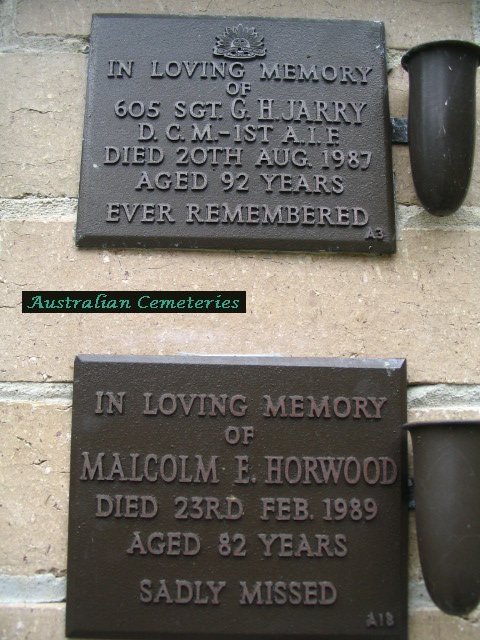 IN LOVING MEMORY
OF
605 SGT. G. H. JARRY
D.C.M.-1ST A.I.F.
DIED 20TH AUG. 1987
AGED 92 YEARS
EVER REMEMBERED
A3
Australian Cemeteries
IN LOVING MEMORY
OF
MALCOLM E. HORWOOD
DIED 23RD FEB. 1989
AGED 82 YEARS
SADLY MISSED
A18